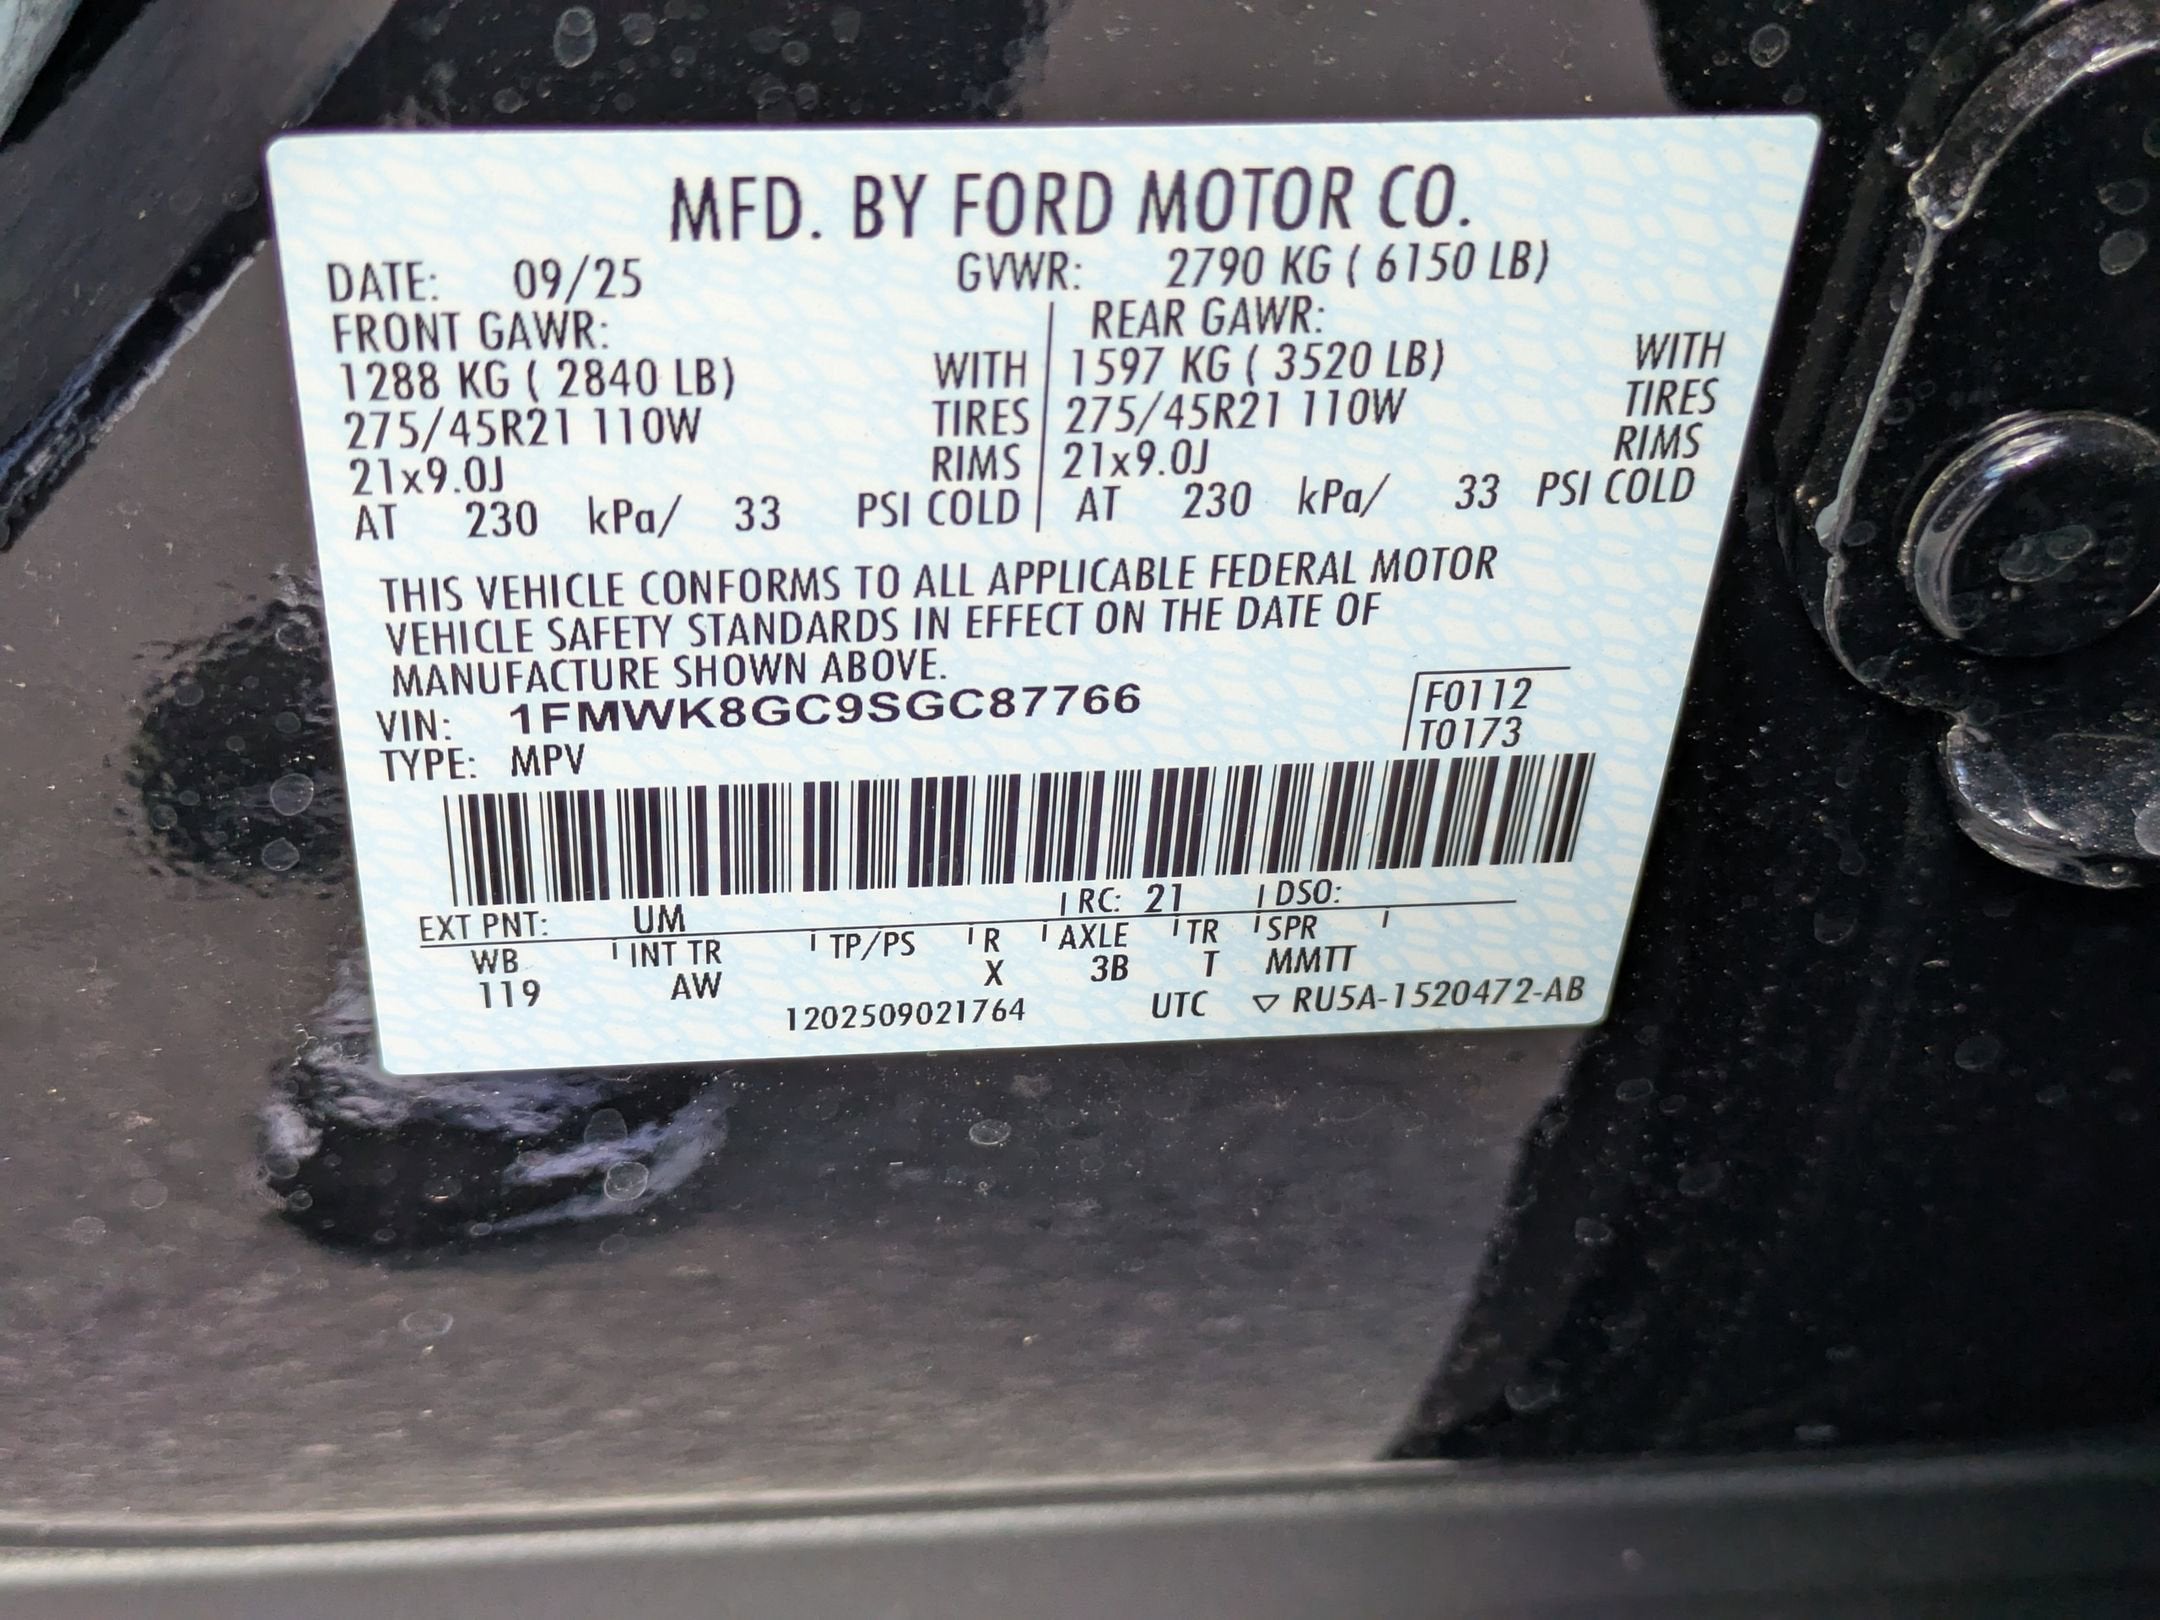 MFD. BY FORD MOTOR CO.
DATE: 09/25 GVWR: 2790 KG ( 6150 LB)
FRONT GAWR: REAR GAWR:
1288 KG ( 2840 LB) WITH 1597 KG ( 3520 LB) WITH
275/45R21 110W TIRES 275/45R21 110W TIRES
21x9.0J RIMS 21x9.0J RIMS
AT 230 kPa/ 33 PSI COLD AT 230 kPa/ 33 PSI COLD
THIS VEHICLE CONFORMS TO ALL APPLICABLE FEDERAL MOTOR
VEHICLE SAFETY STANDARDS IN EFFECT ON THE DATE OF
MANUFACTURE SHOWN ABOVE.
VIN: 1FMWK8GC9SGC87766 F0112
TYPE: MPV T0173
EXT PNT: UM RC: 21 DSO:
WB INT TR TP/PS R AXLE TR SPR
119 AW X 3B T MMTT
1202509021764 UTC ▽ RU5A-1520472-AB